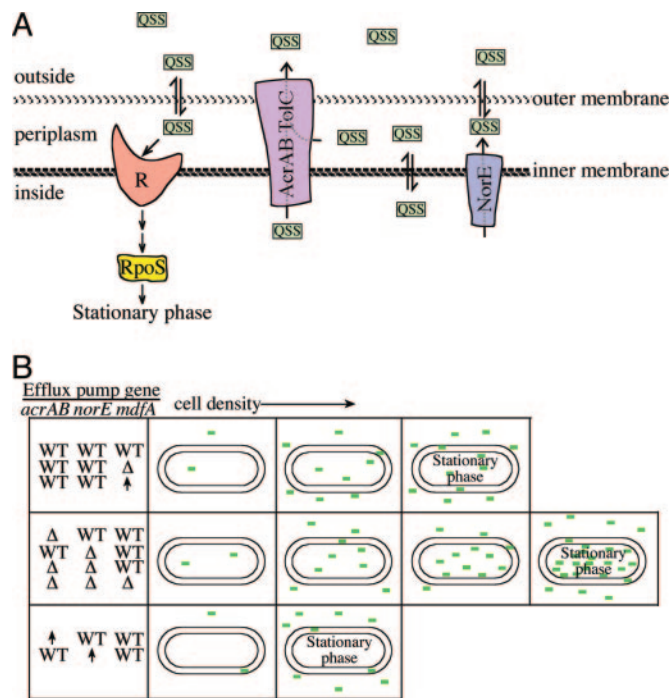 A
QSS
QSS
QSS
QSS
outside
outer membrane
QSS
QSS
periplasm
QSS
AcrAB TolC
R
inner membrane
inside
QSS
NorE
QSS
RpoS
Stationary phase
B
Efflux pump gene
acrAB norE mdfA
cell density
WT WT WT
WT WT Δ
WT WT ↑
Stationary
phase
Δ WT WT
WT Δ WT
Δ Δ WT
Δ Δ Δ
Stationary
phase
↑ WT WT
WT ↑ WT
Stationary
phase